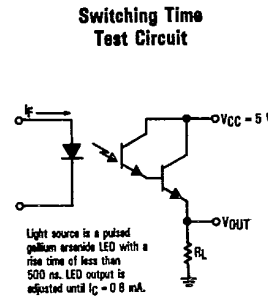 Switching Time
Test Circuit
IF
VCC = 5 V
VOUT
RL
Light source is a pulsed
gallium arsenide LED with a
rise time of less than
500 ns. LED output is
adjusted until IC = 0.8 mA.